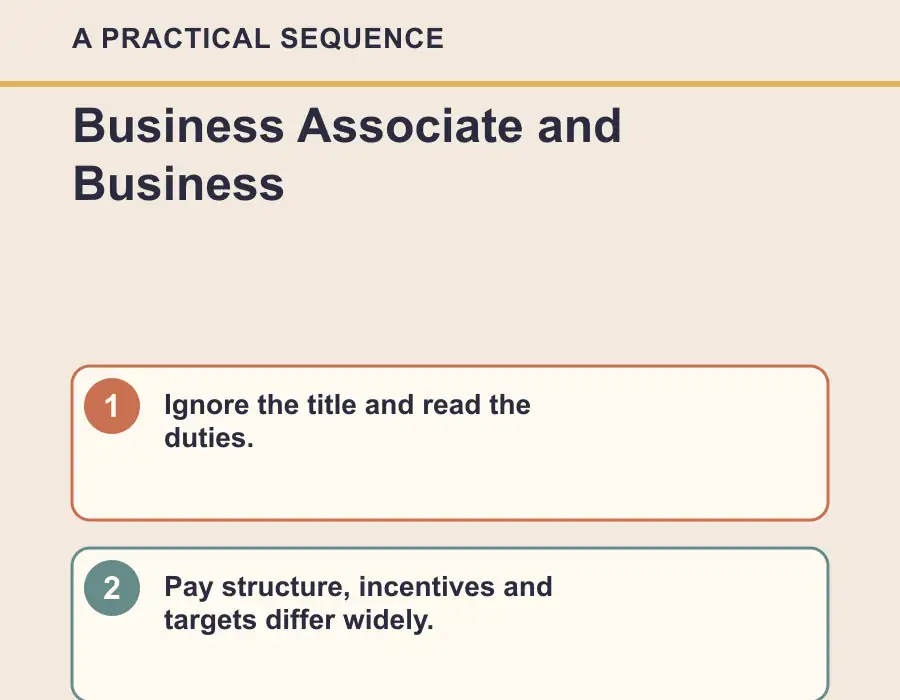 A PRACTICAL SEQUENCE
Business Associate and
Business
1
Ignore the title and read the
duties.
2
Pay structure, incentives and
targets differ widely.